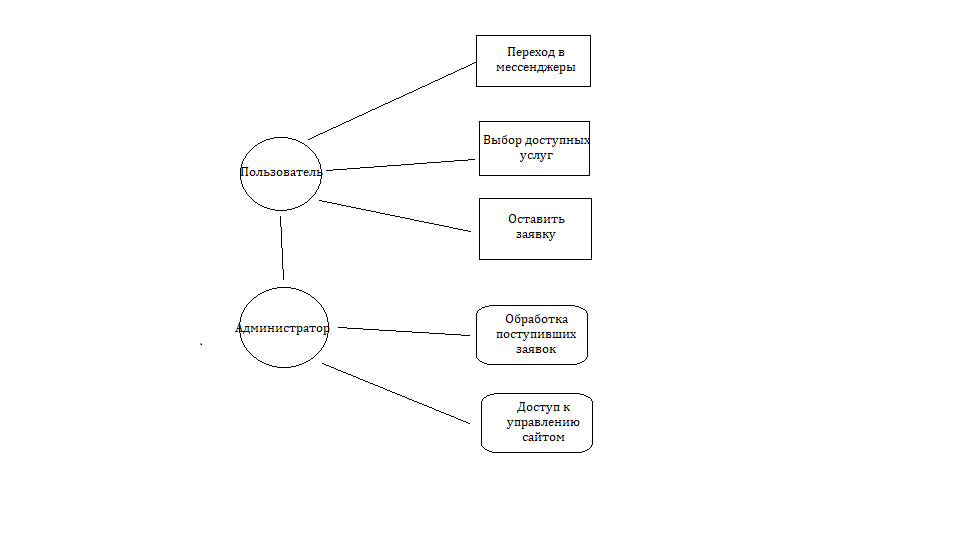 Переход в
мессенджеры
Выбор доступных
услуг
Пользователь
Оставить
заявку
Обработка
поступивших
заявок
Администратор
Доступ к
управлению
сайтом